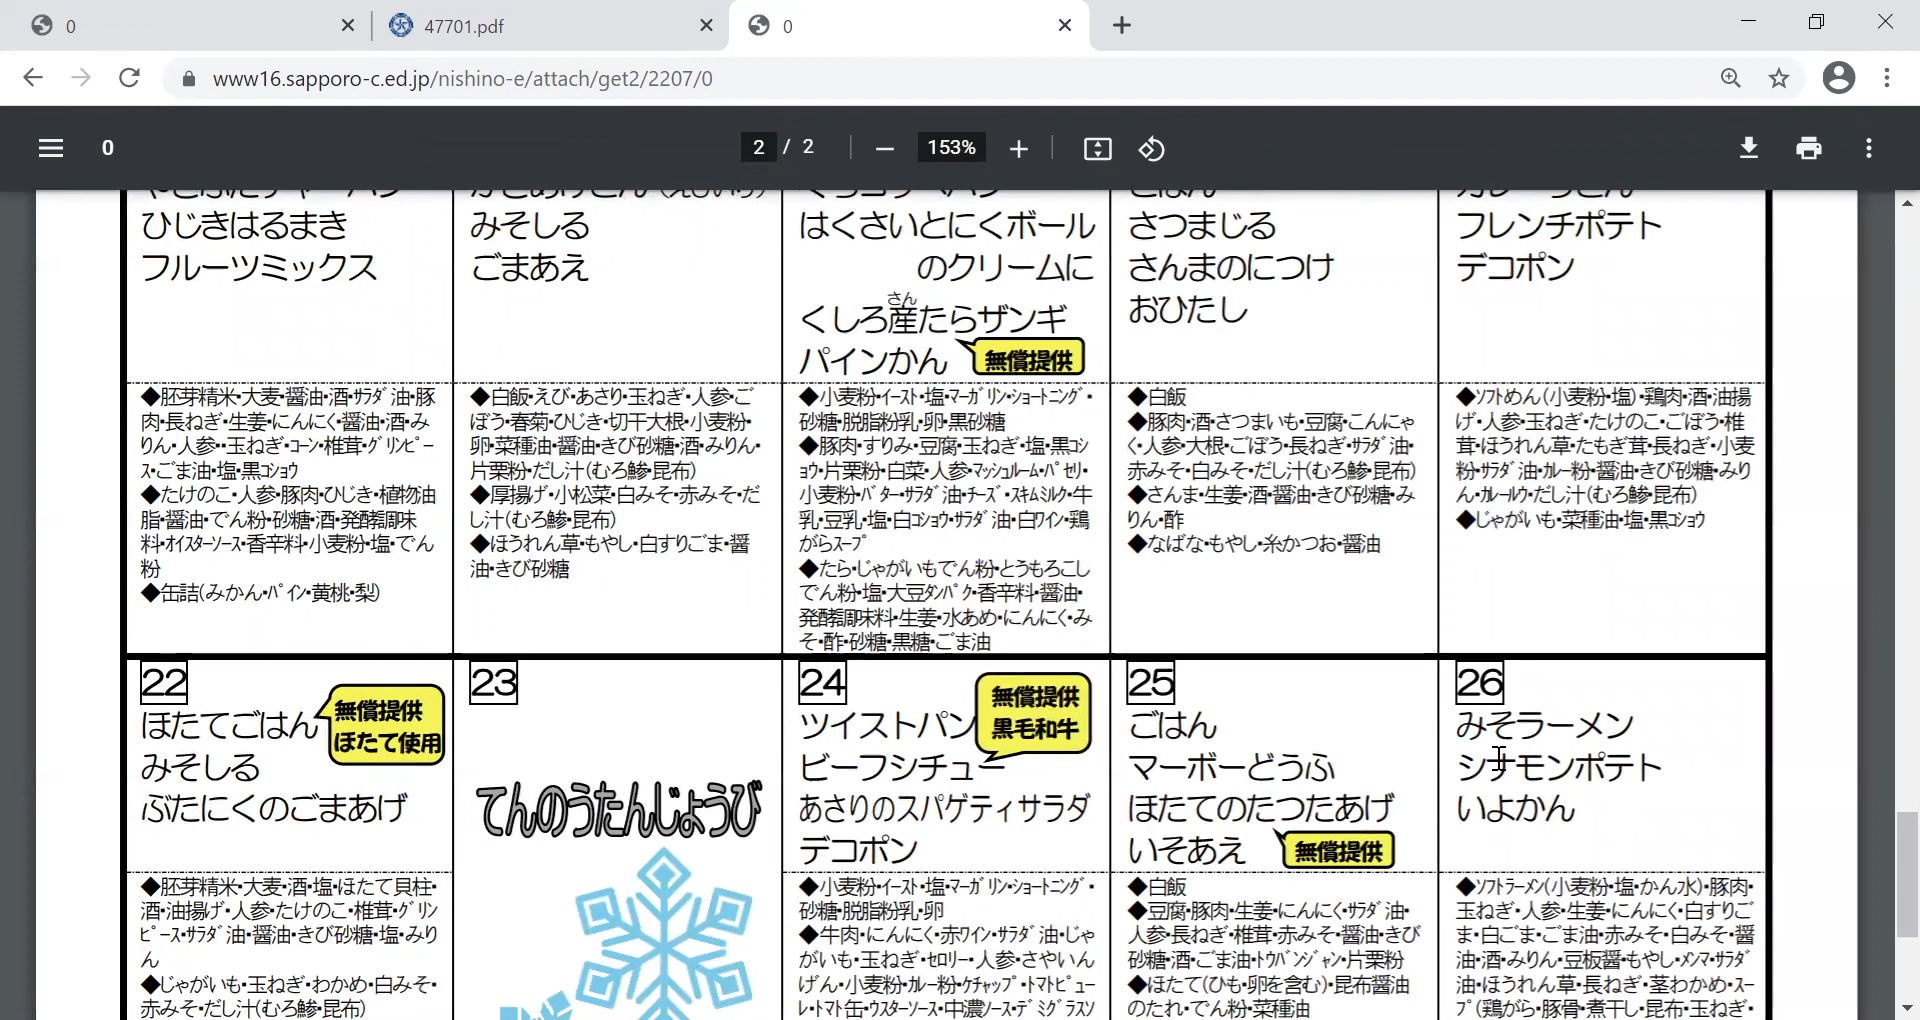 0
47701.pdf
0
www16.sapporo-c.ed.jp/nishino-e/attach/get2/2207/0
0
2 / 2
153%
ひじきはるまき
フルーツミックス
◆胚芽精米・大麦・醤油・酒・ｻﾗﾀﾞ油・豚
肉・長ねぎ・生姜・にんにく・醤油・酒・み
りん・人参・・玉ねぎ・ｺｰﾝ・椎茸・ｸﾞﾘﾝﾋﾟｰ
ｽ・ごま油・塩・黒ｺｼｮｳ
◆たけのこ・人参・豚肉・ひじき・植物油
脂・醤油・でん粉・砂糖・酒・発酵調味
料・ｵｲｽﾀｰｿｰｽ・香辛料・小麦粉・塩・でん
粉
◆缶詰(みかん・ﾊﾟｲﾝ・黄桃・梨)
みそしる
ごまあえ
◆白飯・えび・あさり・玉ねぎ・人参・ご
ぼう・春菊・ひじき・切干大根・小麦粉・
卵・菜種油・醤油・きび砂糖・酒・みりん・
片栗粉・だし汁(むろ鯵・昆布)
◆厚揚げ・小松菜・白みそ・赤みそ・だ
し汁(むろ鯵・昆布)
◆ほうれん草・もやし・白すりごま・醤
油・きび砂糖
はくさいとにくボール
のクリームに
さん
くしろ産たらザンギ
パインかん
無償提供
◆小麦粉・ｲｰｽﾄ・塩・ﾏｰｶﾞﾘﾝ・ｼｮｰﾄﾆﾝｸﾞ・
砂糖・脱脂粉乳・卵・黒砂糖
◆豚肉・すりみ・豆腐・玉ねぎ・塩・黒ｺｼ
ｮｳ・片栗粉・白菜・人参・ﾏｯｼｭﾙｰﾑ・ﾊﾟｾﾘ・
小麦粉・ﾊﾞﾀｰ・ｻﾗﾀﾞ油・ﾁｰｽﾞ・ｽｷﾑﾐﾙｸ・牛
乳・豆乳・塩・白ｺｼｮｳ・ｻﾗﾀﾞ油・白ﾜｲﾝ・鶏
がらｽｰﾌﾟ
◆たら・じゃがいもでん粉・とうもろこし
でん粉・塩・大豆ﾀﾝﾊﾟｸ・香辛料・醤油・
発酵調味料・生姜・水あめ・にんにく・み
そ・酢・砂糖・黒糖・ごま油
さつまじる
さんまのにつけ
おひたし
◆白飯
◆豚肉・酒・さつまいも・豆腐・こんにゃ
く・人参・大根・ごぼう・長ねぎ・ｻﾗﾀﾞ油・
赤みそ・白みそ・だし汁(むろ鯵・昆布)
◆さんま・生姜・酒・醤油・きび砂糖・み
りん・酢
◆なばな・もやし・糸かつお・醤油
フレンチポテト
デコポン
◆ｿﾌﾄめん(小麦粉・塩)・鶏肉・酒・油揚
げ・人参・玉ねぎ・たけのこ・ごぼう・椎
茸・ほうれん草・たもぎ茸・長ねぎ・小麦
粉・ｻﾗﾀﾞ油・ｶﾚｰ粉・醤油・きび砂糖・みり
ん・ｶﾚｰﾙｳ・だし汁(むろ鯵・昆布)
◆じゃがいも・菜種油・塩・黒ｺｼｮｳ
22
ほたてごはん
みそしる
ぶたにくのごまあげ
無償提供
ほたて使用
◆胚芽精米・大麦・酒・塩・ほたて貝柱・
酒・油揚げ・人参・たけのこ・椎茸・ｸﾞﾘﾝ
ﾋﾟｰｽ・ｻﾗﾀﾞ油・醤油・きび砂糖・塩・みり
ん
◆じゃがいも・玉ねぎ・わかめ・白みそ・
赤みそ・だし汁(むろ鯵・昆布)
23
てんのうたんじょうび
24
ツイストパン
ビーフシチュー
あさりのスパゲティサラダ
デコポン
無償提供
黒毛和牛
◆小麦粉・ｲｰｽﾄ・塩・ﾏｰｶﾞﾘﾝ・ｼｮｰﾄﾆﾝｸﾞ・
砂糖・脱脂粉乳・卵
◆牛肉・にんにく・赤ﾜｲﾝ・ｻﾗﾀﾞ油・じゃ
がいも・玉ねぎ・ｾﾛﾘｰ・人参・さやいん
げん・小麦粉・ｶﾚｰ粉・ｹﾁｬｯﾌﾟ・ﾄﾏﾄﾋﾟｭｰ
ﾚ・ﾄﾏﾄ缶・ｳｽﾀｰｿｰｽ・中濃ｿｰｽ・ﾃﾞﾐｸﾞﾗｽｿ
25
ごはん
マーボーどうふ
ほたてのたつたあげ
いそあえ
無償提供
◆白飯
◆豆腐・豚肉・生姜・にんにく・ｻﾗﾀﾞ油・
人参・長ねぎ・椎茸・赤みそ・醤油・きび
砂糖・酒・ごま油・ﾄｳﾊﾞﾝｼﾞｬﾝ・片栗粉
◆ほたて(ひも・卵を含む)・昆布醤油
のたれ・でん粉・菜種油
26
みそラーメン
シナモンポテト
いよかん
◆ｿﾌﾄﾗｰﾒﾝ(小麦粉・塩・かん水)・豚肉・
玉ねぎ・人参・生姜・にんにく・白すりご
ま・白ごま・ごま油・赤みそ・白みそ・醤
油・酒・みりん・豆板醤・もやし・ﾒﾝﾏ・ｻﾗﾀﾞ
油・ほうれん草・長ねぎ・茎わかめ・ｽｰ
ﾌﾟ(鶏がら・豚骨・煮干し・昆布・玉ねぎ・